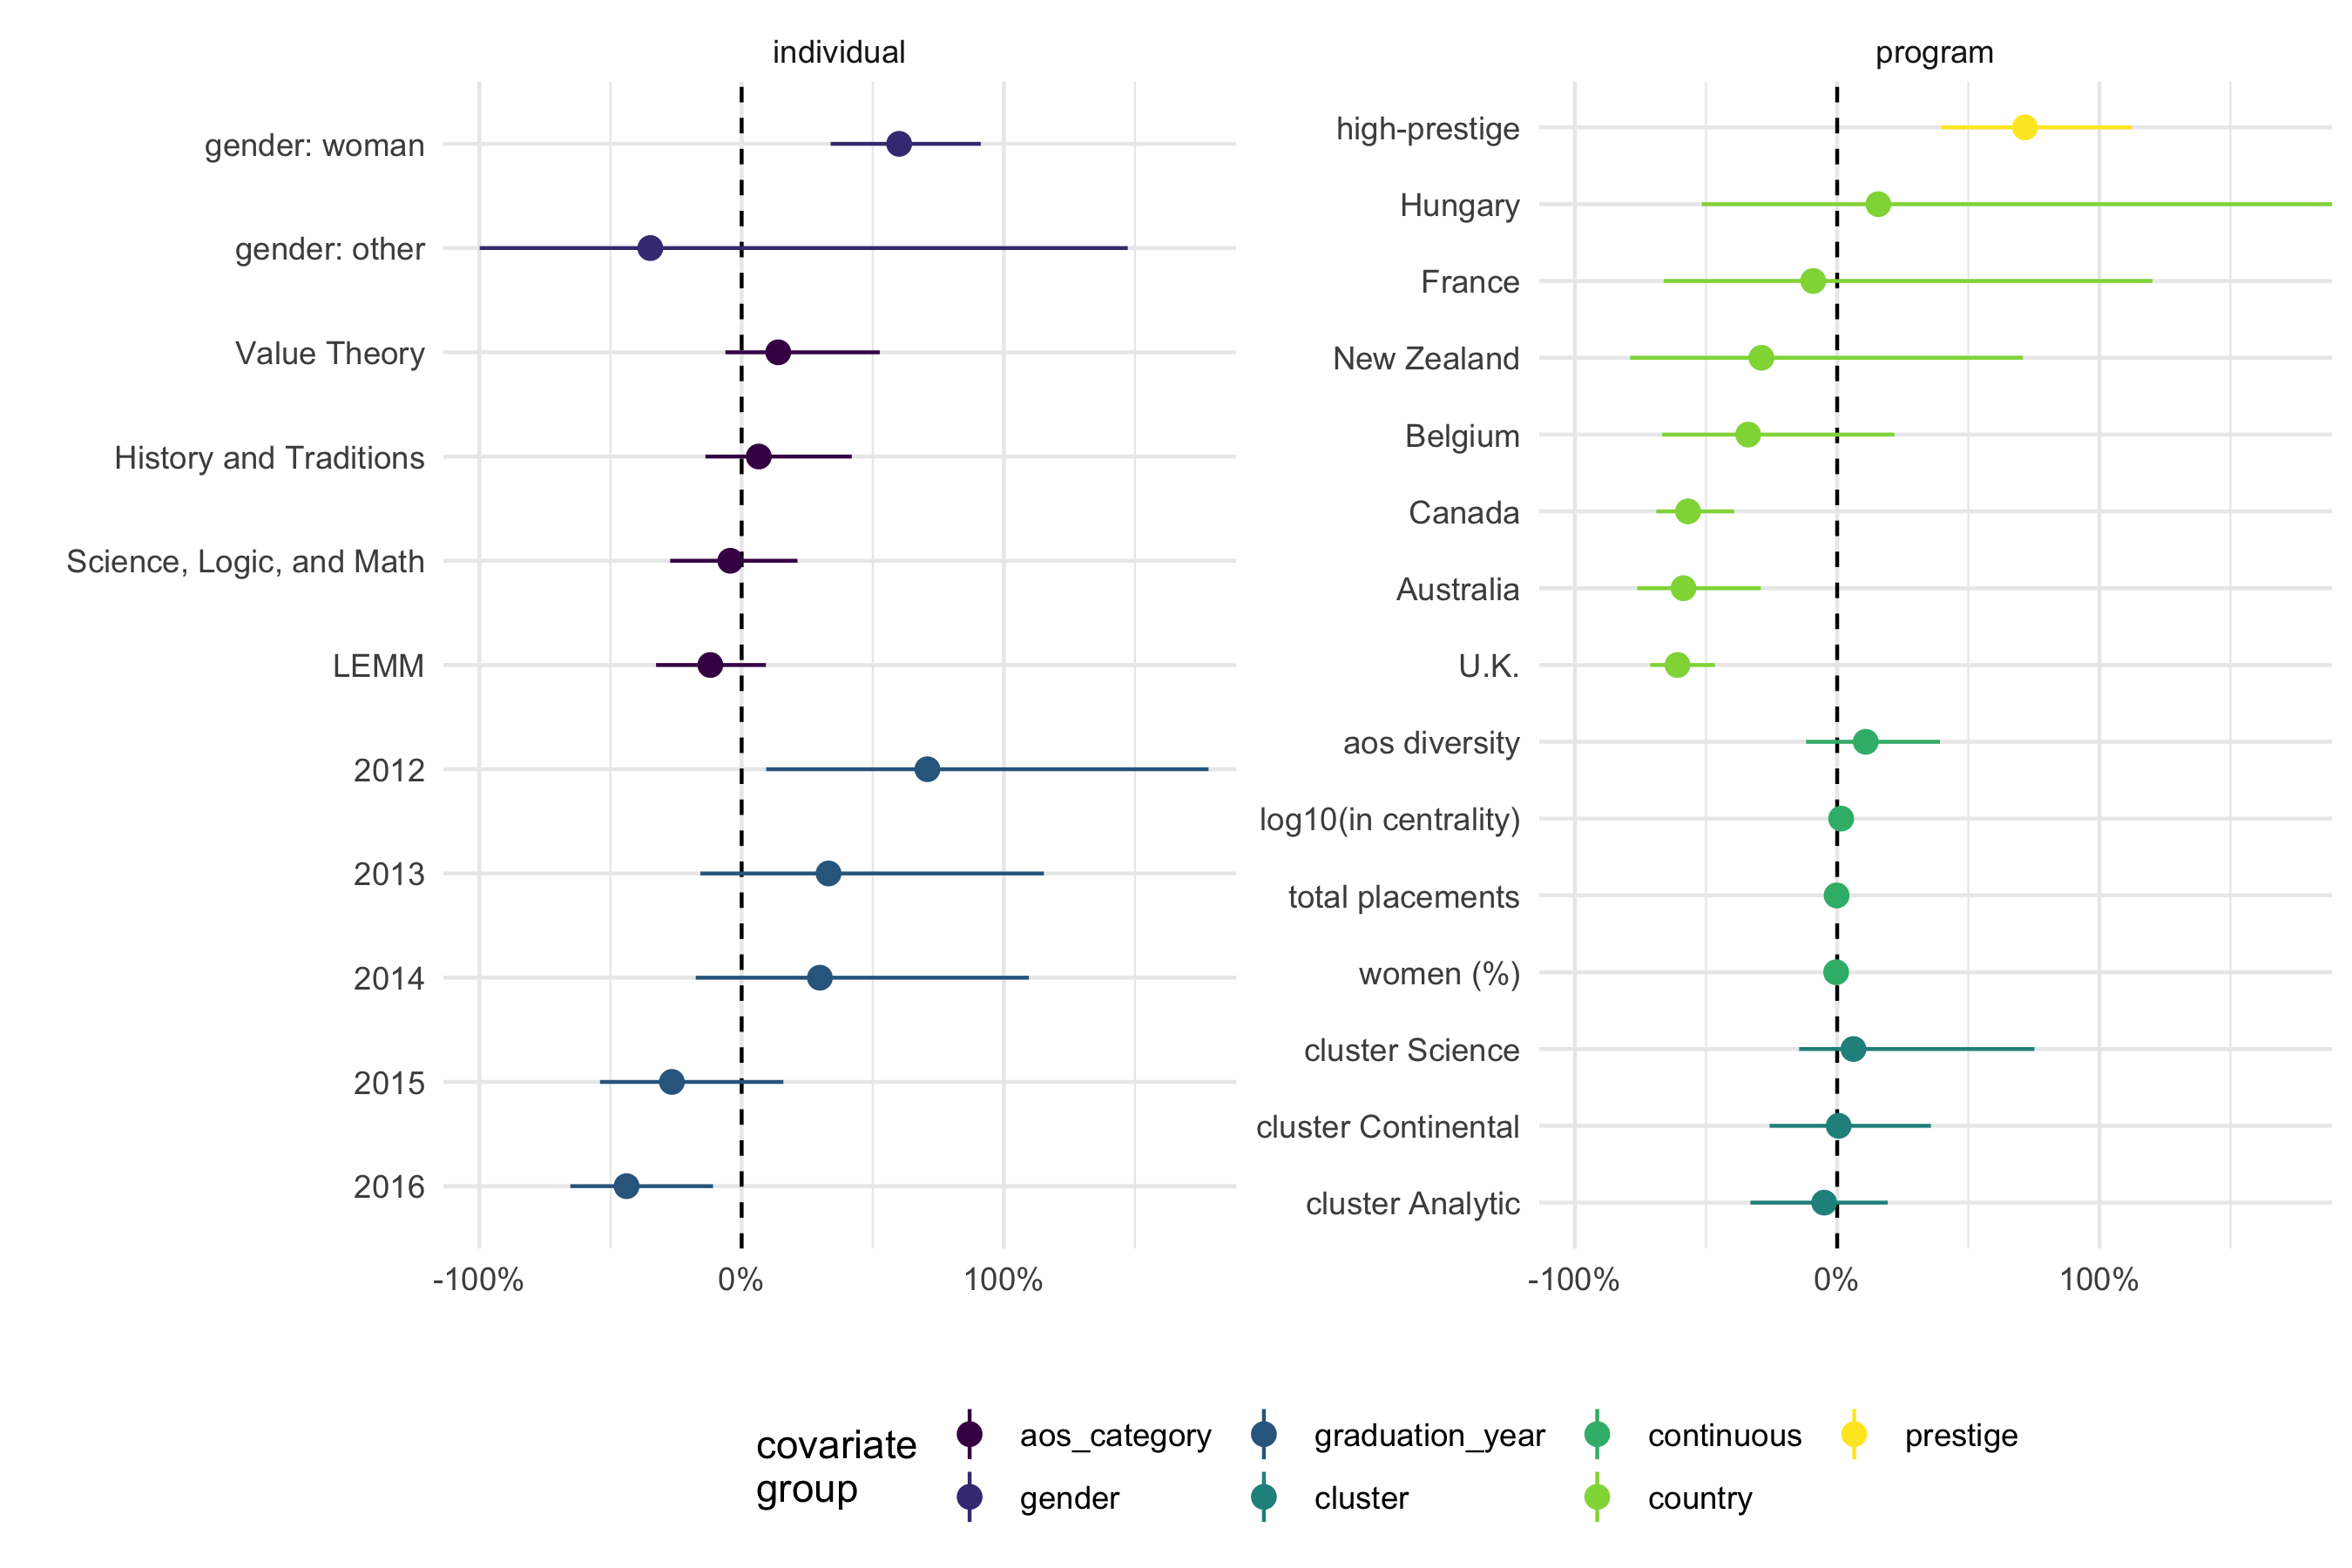 individual
gender: woman
gender: other
Value Theory
History and Traditions
Science, Logic, and Math
LEMM
2012
2013
2014
2015
2016
-100% 0% 100%
program
high-prestige
Hungary
France
New Zealand
Belgium
Canada
Australia
U.K.
aos diversity
log10(in centrality)
total placements
women (%)
cluster Science
cluster Continental
cluster Analytic
-100% 0% 100%
covariate
group
aos_category
gender
graduation_year
cluster
continuous
country
prestige